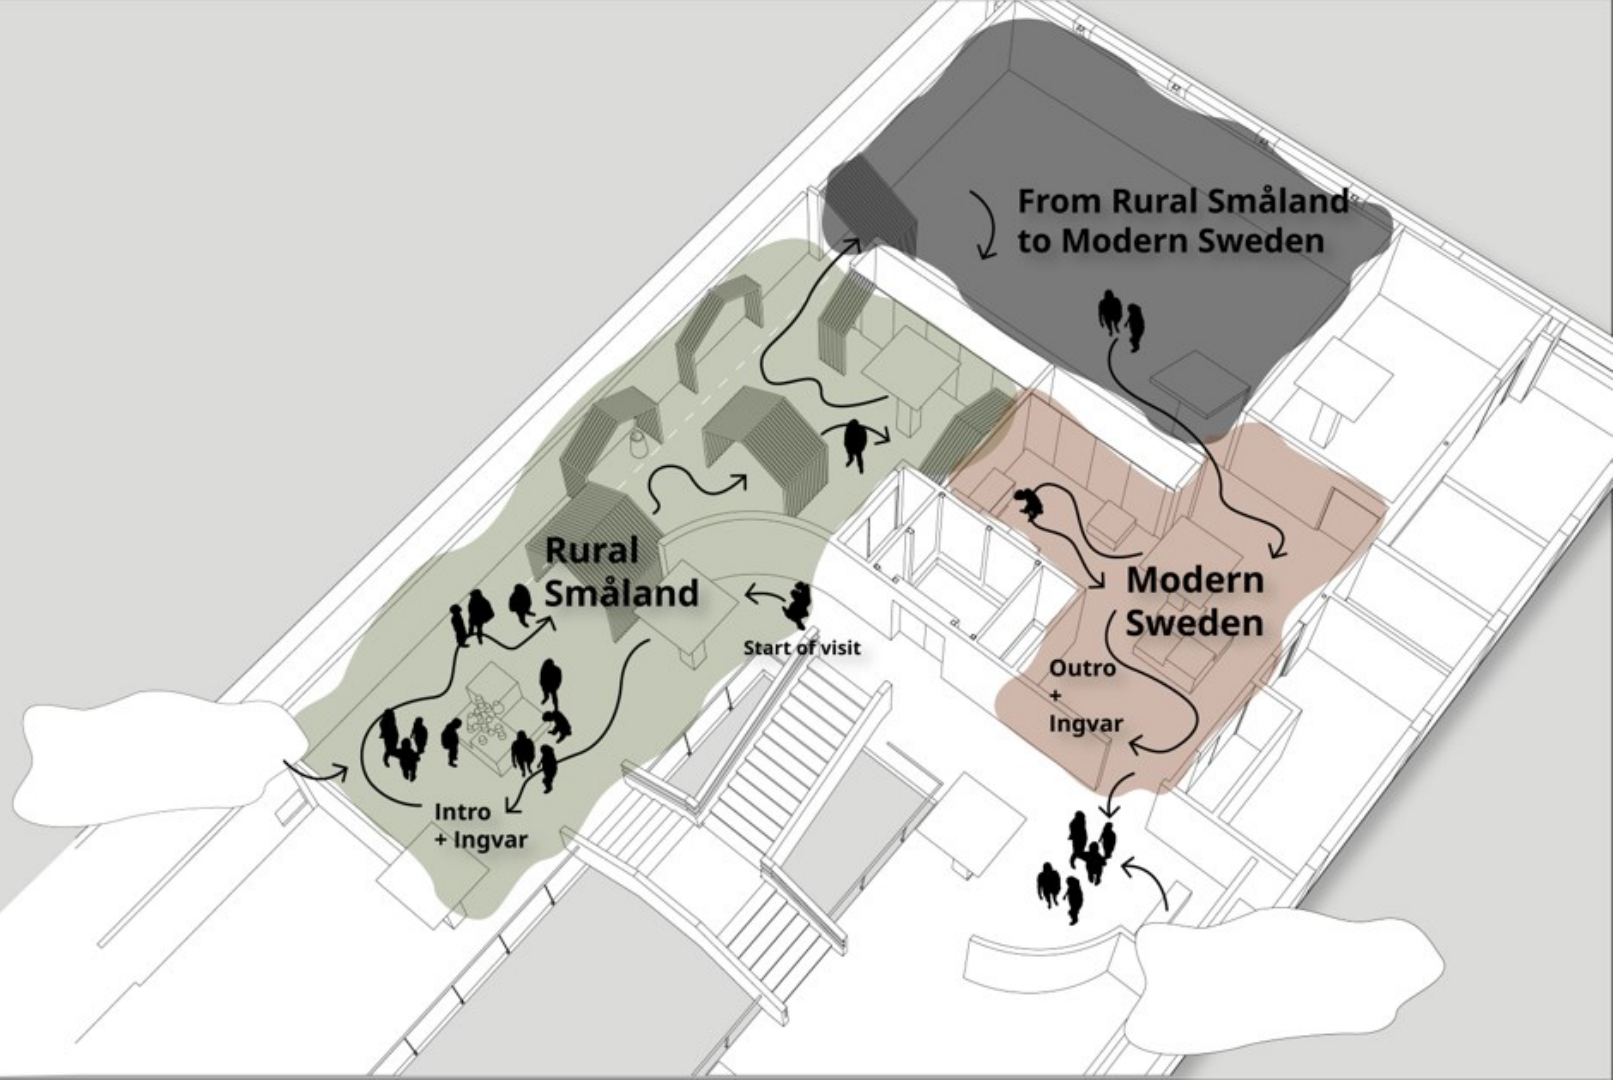 From Rural Småland
to Modern Sweden
Rural
Småland
Start of visit
Modern
Sweden
Outro
+
Ingvar
Intro
+ Ingvar